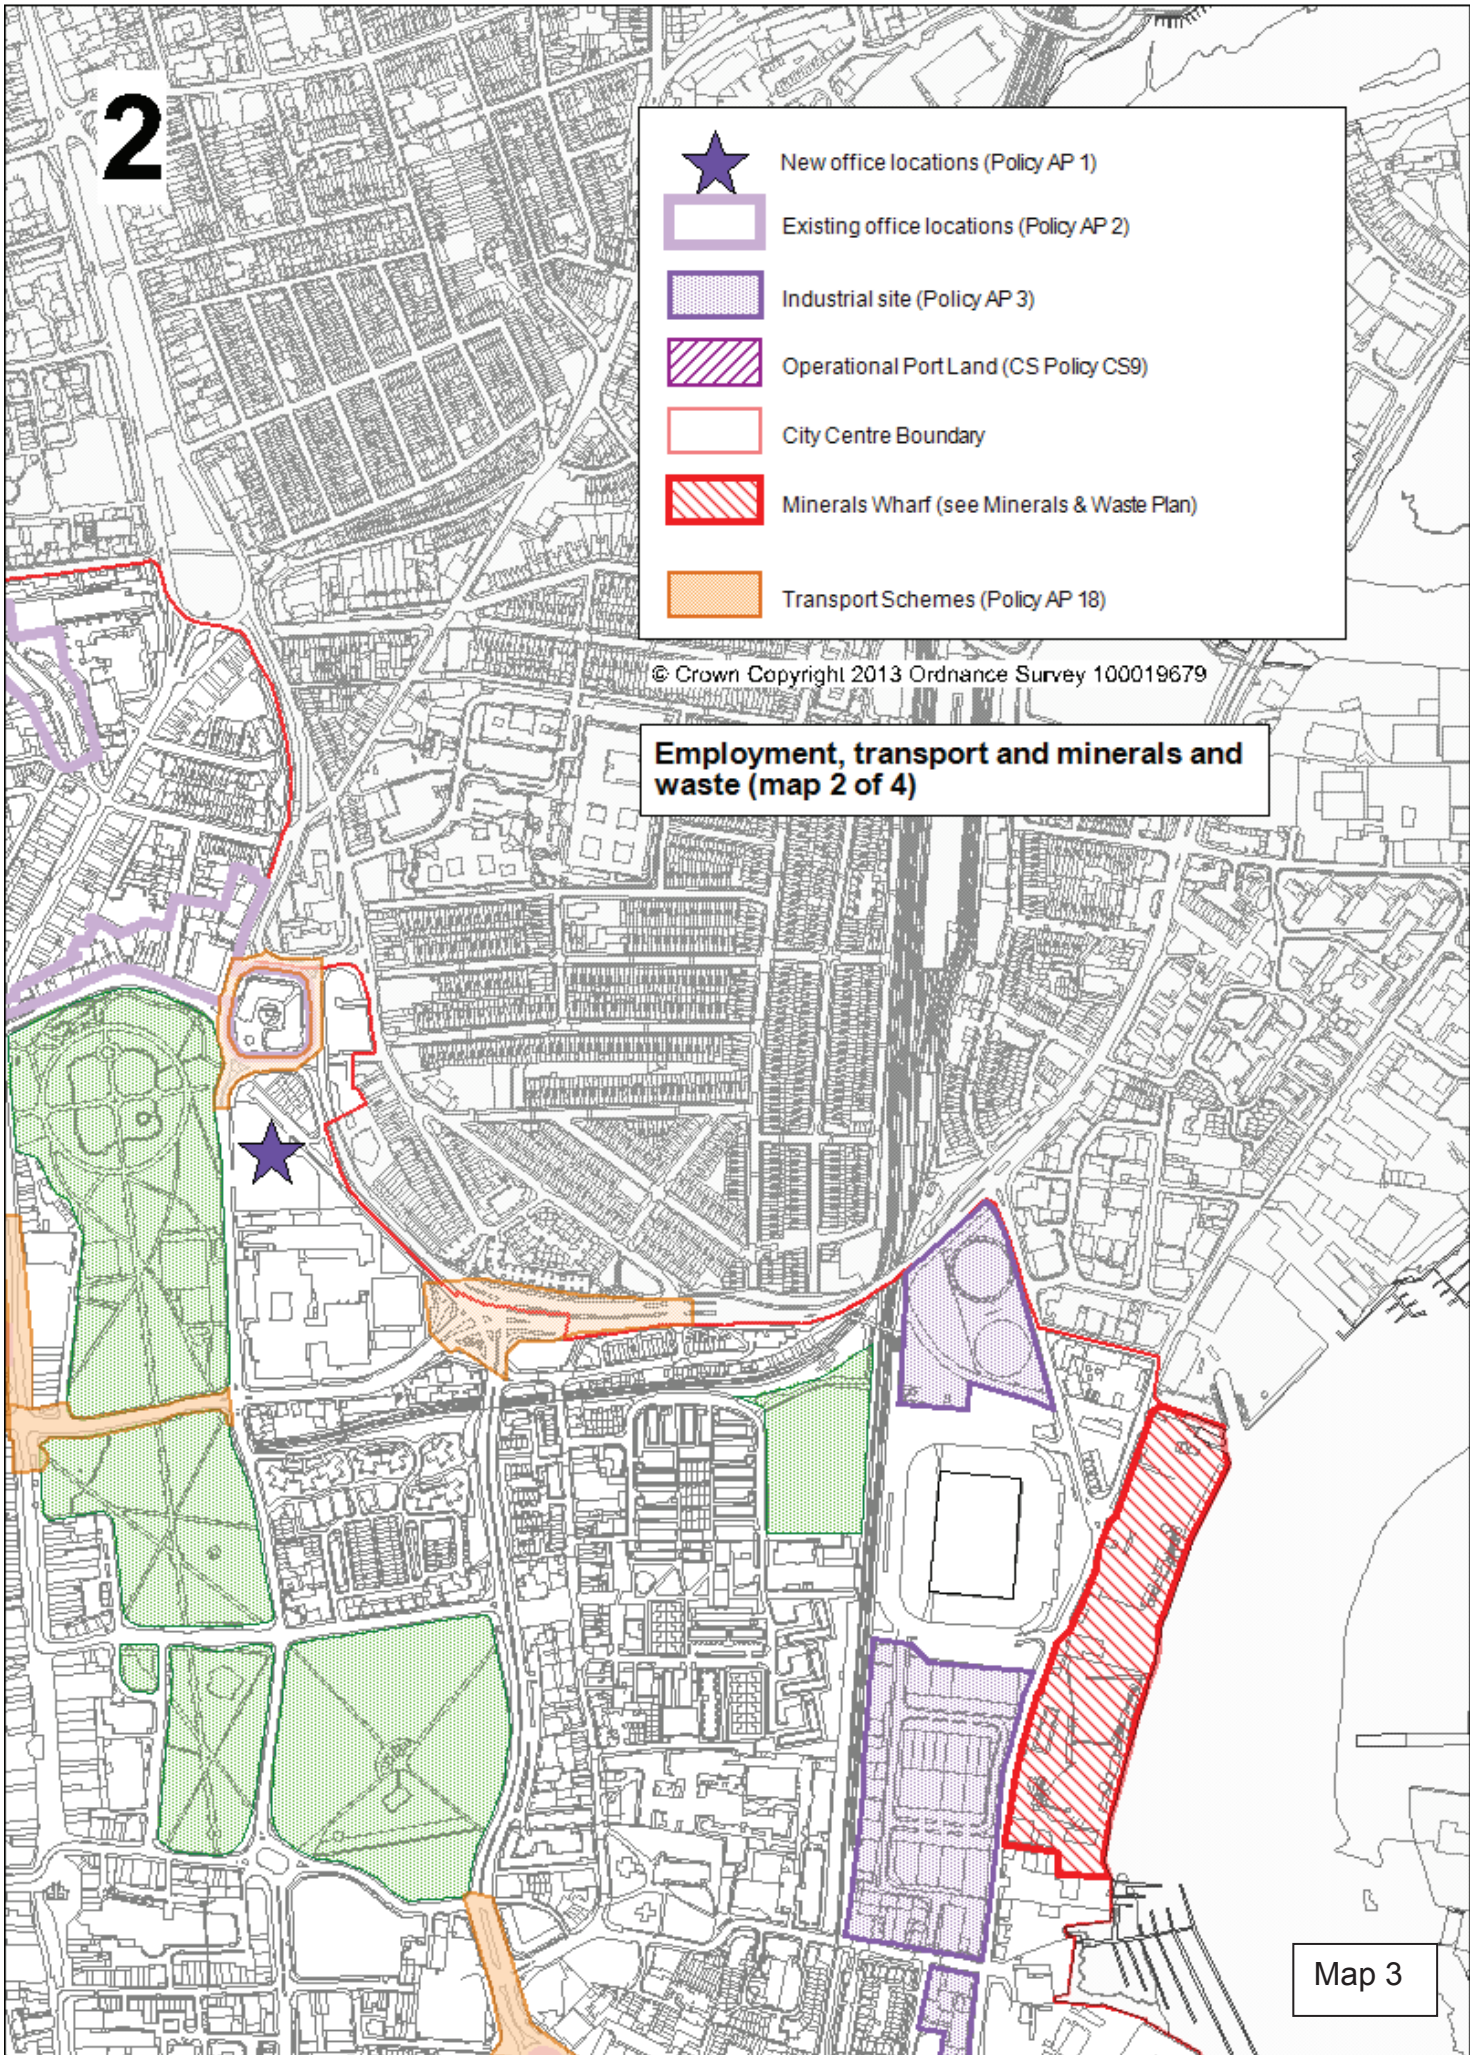 2
New office locations (Policy AP 1)
Existing office locations (Policy AP 2)
Industrial site (Policy AP 3)
Operational Port Land (CS Policy CS9)
City Centre Boundary
Minerals Wharf (see Minerals & Waste Plan)
Transport Schemes (Policy AP 18)
© Crown Copyright 2013 Ordnance Survey 100019679
Employment, transport and minerals and
waste (map 2 of 4)
Map 3